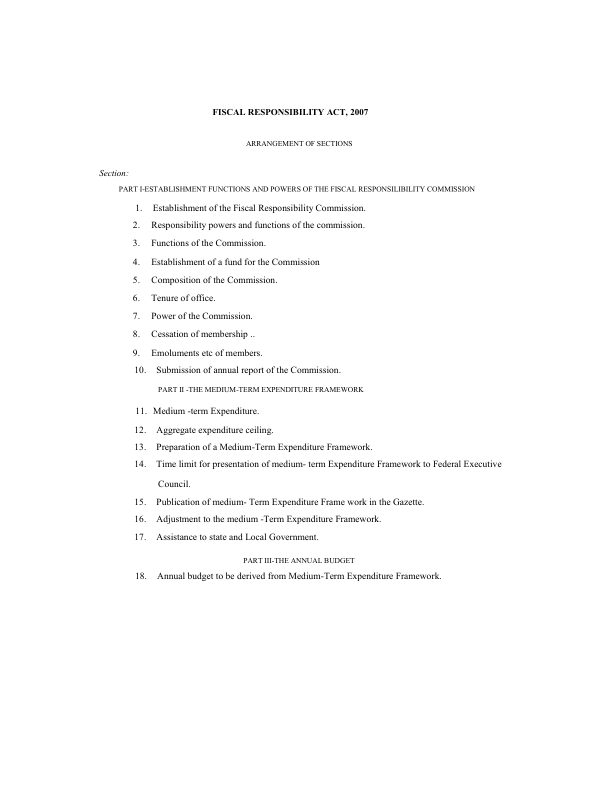 FISCAL RESPONSIBILITY ACT, 2007
ARRANGEMENT OF SECTIONS
Section:
PART I-ESTABLISHMENT FUNCTIONS AND POWERS OF THE FISCAL RESPONSILIBILITY COMMISSION
1. Establishment of the Fiscal Responsibility Commission.
2. Responsibility powers and functions of the commission.
3. Functions of the Commission.
4. Establishment of a fund for the Commission
5. Composition of the Commission.
6. Tenure of office.
7. Power of the Commission.
8. Cessation of membership ..
9. Emoluments etc of members.
10. Submission of annual report of the Commission.
PART II -THE MEDIUM-TERM EXPENDITURE FRAMEWORK
11. Medium -term Expenditure.
12. Aggregate expenditure ceiling.
13. Preparation of a Medium-Term Expenditure Framework.
14. Time limit for presentation of medium- term Expenditure Framework to Federal Executive
Council.
15. Publication of medium- Term Expenditure Frame work in the Gazette.
16. Adjustment to the medium -Term Expenditure Framework.
17. Assistance to state and Local Government.
PART III-THE ANNUAL BUDGET
18. Annual budget to be derived from Medium-Term Expenditure Framework.